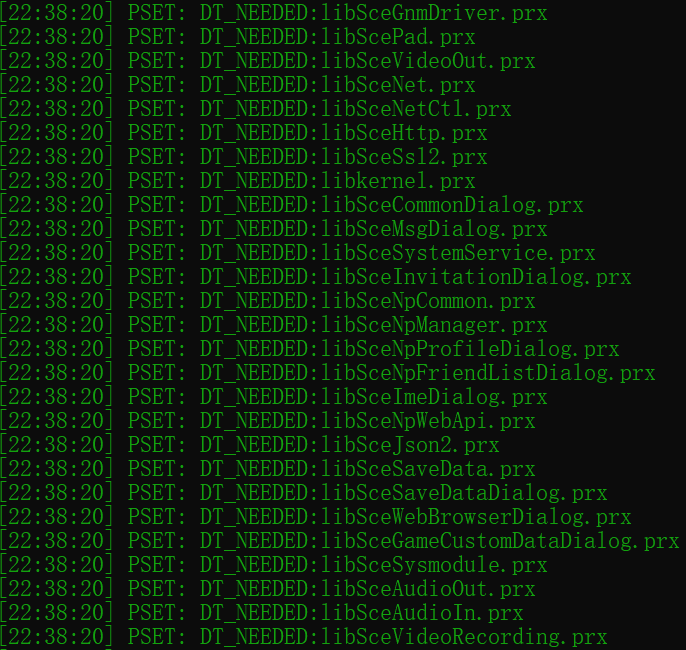 [22:38:20] PSET: DT_NEEDED:libSceGnmDriver.prx
[22:38:20] PSET: DT_NEEDED:libScePad.prx
[22:38:20] PSET: DT_NEEDED:libSceVideoOut.prx
[22:38:20] PSET: DT_NEEDED:libSceNet.prx
[22:38:20] PSET: DT_NEEDED:libSceNetCtl.prx
[22:38:20] PSET: DT_NEEDED:libSceHttp.prx
[22:38:20] PSET: DT_NEEDED:libSceSsl2.prx
[22:38:20] PSET: DT_NEEDED:libkernel.prx
[22:38:20] PSET: DT_NEEDED:libSceCommonDialog.prx
[22:38:20] PSET: DT_NEEDED:libSceMsgDialog.prx
[22:38:20] PSET: DT_NEEDED:libSceSystemService.prx
[22:38:20] PSET: DT_NEEDED:libSceInvitationDialog.prx
[22:38:20] PSET: DT_NEEDED:libSceNpCommon.prx
[22:38:20] PSET: DT_NEEDED:libSceNpManager.prx
[22:38:20] PSET: DT_NEEDED:libSceNpProfileDialog.prx
[22:38:20] PSET: DT_NEEDED:libSceNpFriendListDialog.prx
[22:38:20] PSET: DT_NEEDED:libSceImeDialog.prx
[22:38:20] PSET: DT_NEEDED:libSceNpWebApi.prx
[22:38:20] PSET: DT_NEEDED:libSceJson2.prx
[22:38:20] PSET: DT_NEEDED:libSceSaveData.prx
[22:38:20] PSET: DT_NEEDED:libSceSaveDataDialog.prx
[22:38:20] PSET: DT_NEEDED:libSceWebBrowserDialog.prx
[22:38:20] PSET: DT_NEEDED:libSceGameCustomDataDialog.prx
[22:38:20] PSET: DT_NEEDED:libSceSysmodule.prx
[22:38:20] PSET: DT_NEEDED:libSceAudioOut.prx
[22:38:20] PSET: DT_NEEDED:libSceAudioIn.prx
[22:38:20] PSET: DT_NEEDED:libSceVideoRecording.prx